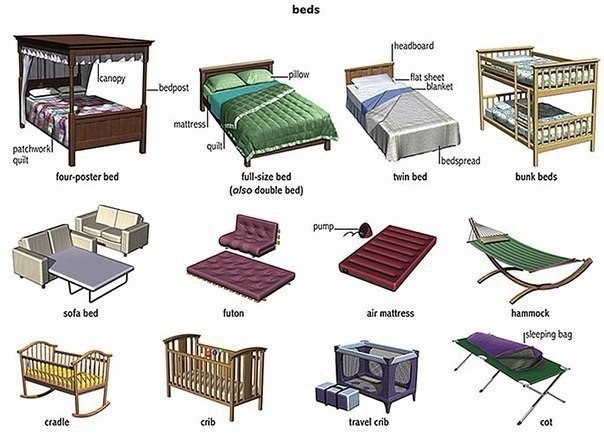 beds
canopy
bedpost
patchwork
quilt
four-poster bed
pillow
mattress
quilt
full-size bed
(also double bed)
headboard
flat sheet
blanket
bedspread
twin bed
bunk beds
sofa bed
futon
pump
air mattress
hammock
cradle
crib
travel crib
sleeping bag
cot